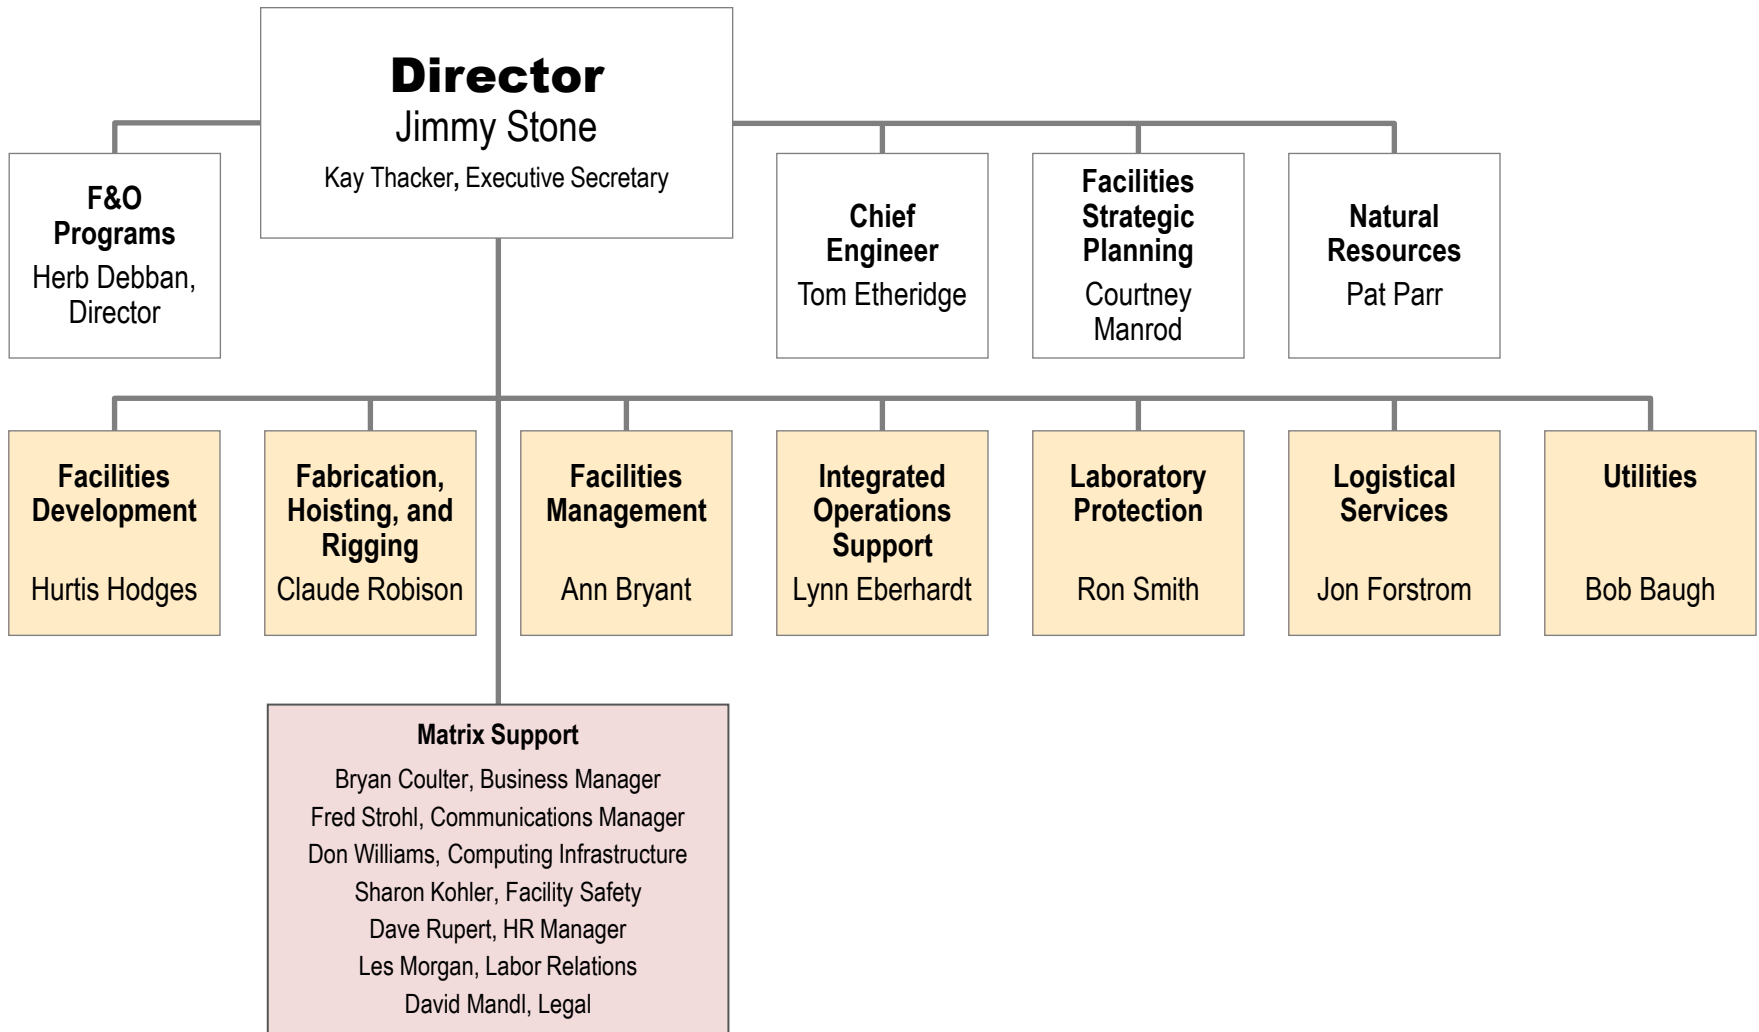 Director
Jimmy Stone
Kay Thacker, Executive Secretary
F&O
Programs
Herb Debban,
Director
Chief
Engineer
Tom Etheridge
Facilities
Strategic
Planning
Courtney
Manrod
Natural
Resources
Pat Parr
Facilities
Development
Hurtis Hodges
Fabrication,
Hoisting, and
Rigging
Claude Robison
Facilities
Management
Ann Bryant
Integrated
Operations
Support
Lynn Eberhardt
Laboratory
Protection
Ron Smith
Logistical
Services
Jon Forstrom
Utilities
Bob Baugh
Matrix Support
Bryan Coulter, Business Manager
Fred Strohl, Communications Manager
Don Williams, Computing Infrastructure
Sharon Kohler, Facility Safety
Dave Rupert, HR Manager
Les Morgan, Labor Relations
David Mandl, Legal